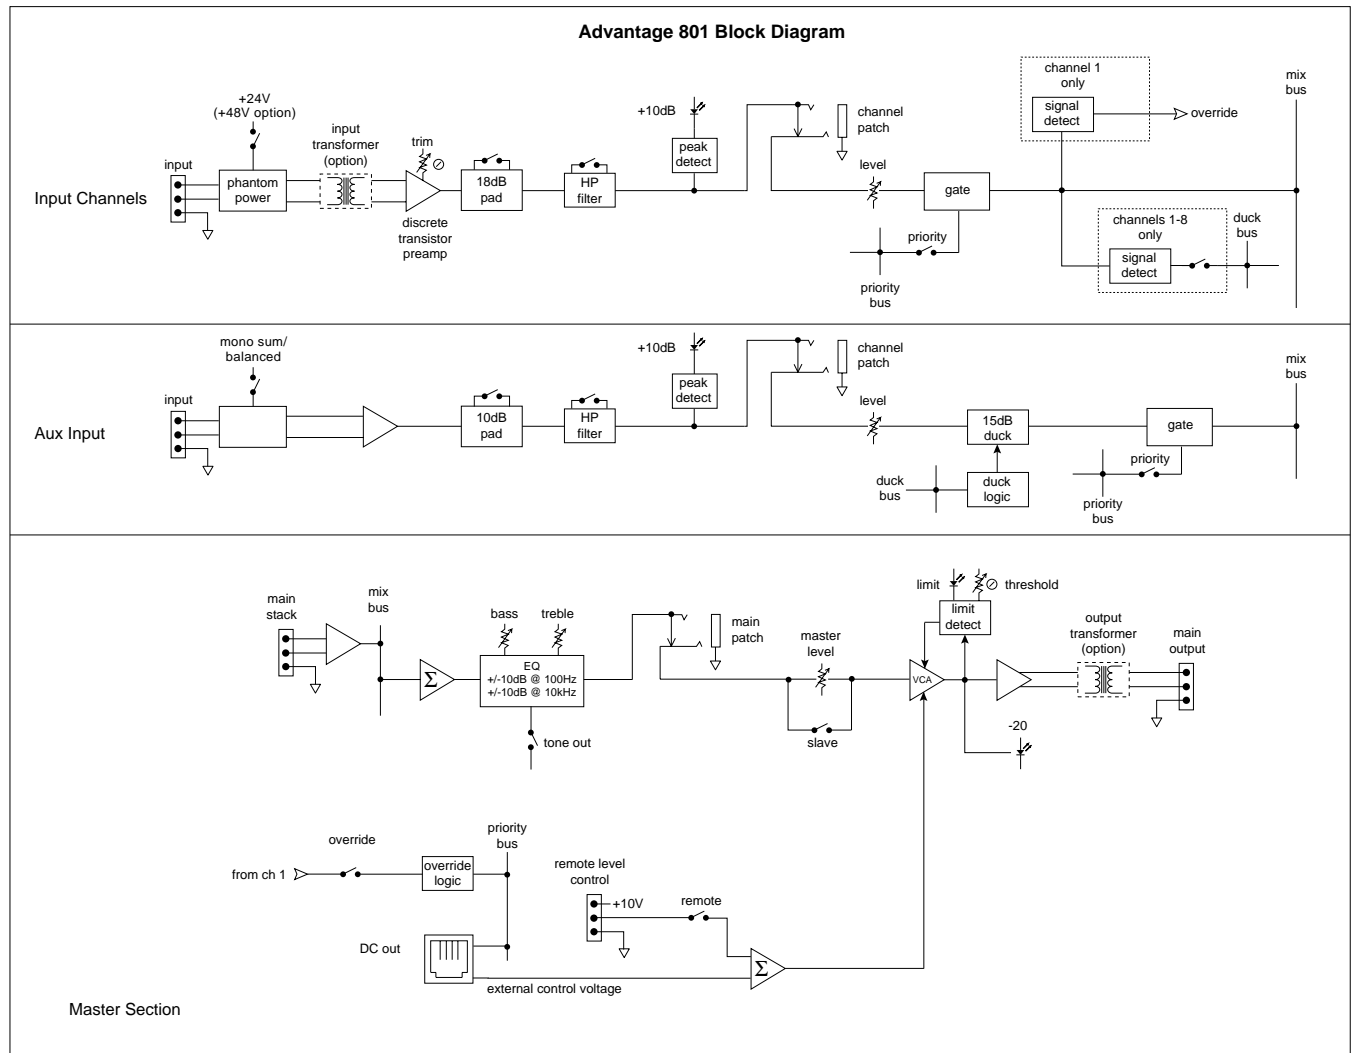 Advantage 801 Block Diagram
+24V
(+48V option)
input
transformer
(option)
input
trim
phantom
power
discrete
transistor
preamp
18dB
pad
HP
filter
+10dB
peak
detect
channel
patch
level
gate
priority
priority
bus
channel 1
only
signal
detect
override
mix
bus
channels 1-8
only
signal
detect
duck
bus
Input Channels
mono sum/
balanced
input
10dB
pad
HP
filter
+10dB
peak
detect
channel
patch
level
15dB
duck
duck
bus
duck
logic
gate
priority
priority
bus
mix
bus
Aux Input
main
stack
mix
bus
Σ
bass
treble
EQ
+/-10dB @ 100Hz
+/-10dB @ 10kHz
tone out
main
patch
master
level
slave
limit
threshold
limit
detect
VCA
-20
output
transformer
(option)
main
output
override
from ch 1
override
logic
priority
bus
DC out
external control voltage
remote level
control
+10V
remote
Σ
Master Section